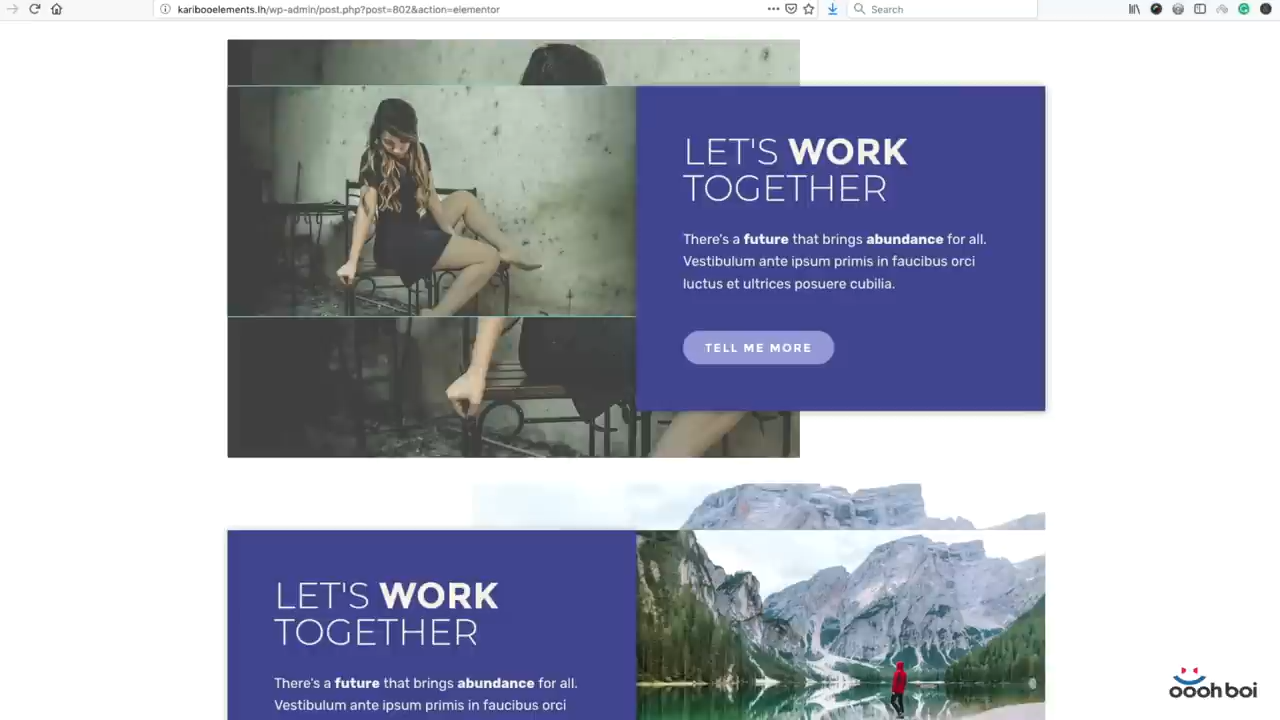 karibooelements.lh/wp-admin/post.php?post=802&action=elementor
Search
LET'S WORK
TOGETHER
There's a future that brings abundance for all.
Vestibulum ante ipsum primis in faucibus orci
luctus et ultrices posuere cubilia.
TELL ME MORE
LET'S WORK
TOGETHER
There's a future that brings abundance for all.
Vestibulum ante ipsum primis in faucibus orci
oooh boi